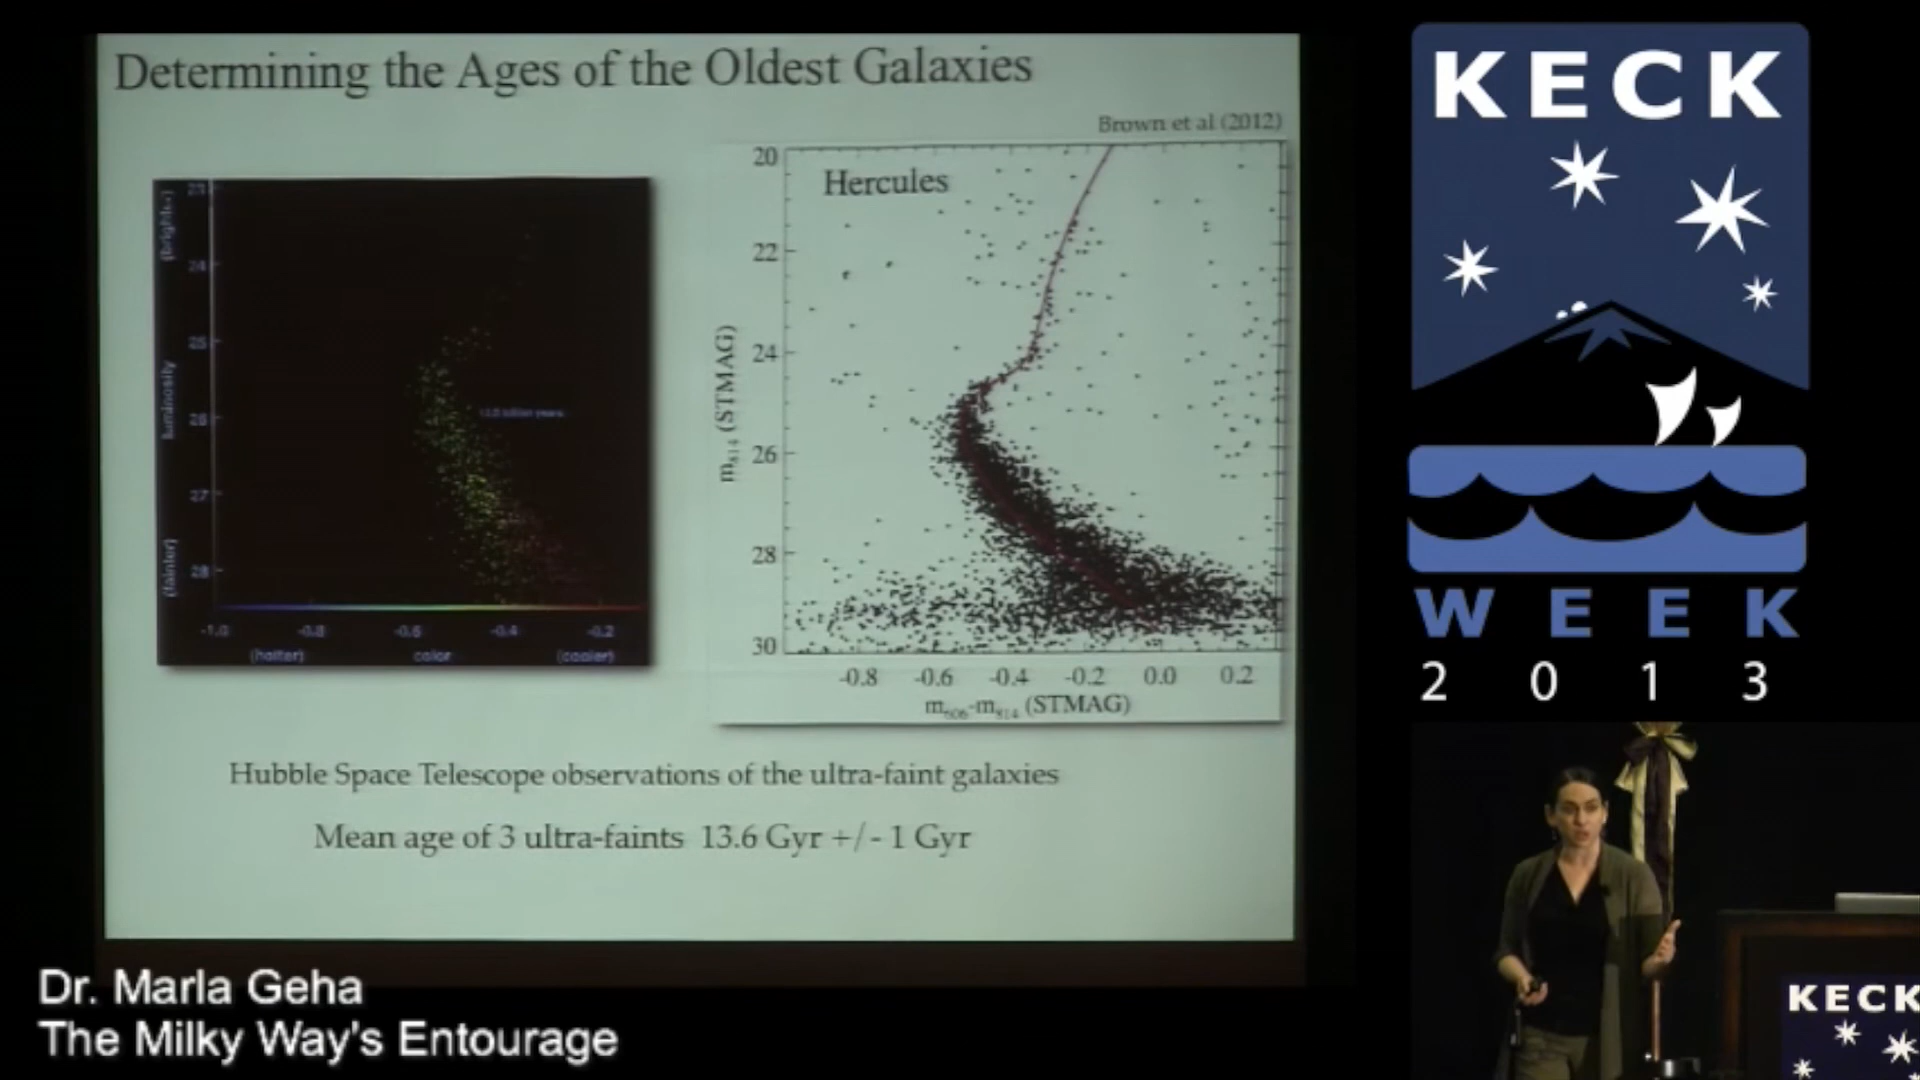 Determining the Ages of the Oldest Galaxies
Brown et al (2012)
Hercules
20
22
24
26
28
30
m814 (STMAG)
-0.8 -0.6 -0.4 -0.2 0.0 0.2
m606-m814 (STMAG)
(brighter)
luminosity
(fainter)
23
24
25
26
27
28
-1.0 -0.8 -0.6 -0.4 -0.2
(hotter) color (cooler)
Hubble Space Telescope observations of the ultra-faint galaxies
Mean age of 3 ultra-faints 13.6 Gyr +/- 1 Gyr
KECK
WEEK
2013
KECK
Dr. Marla Geha
The Milky Way's Entourage